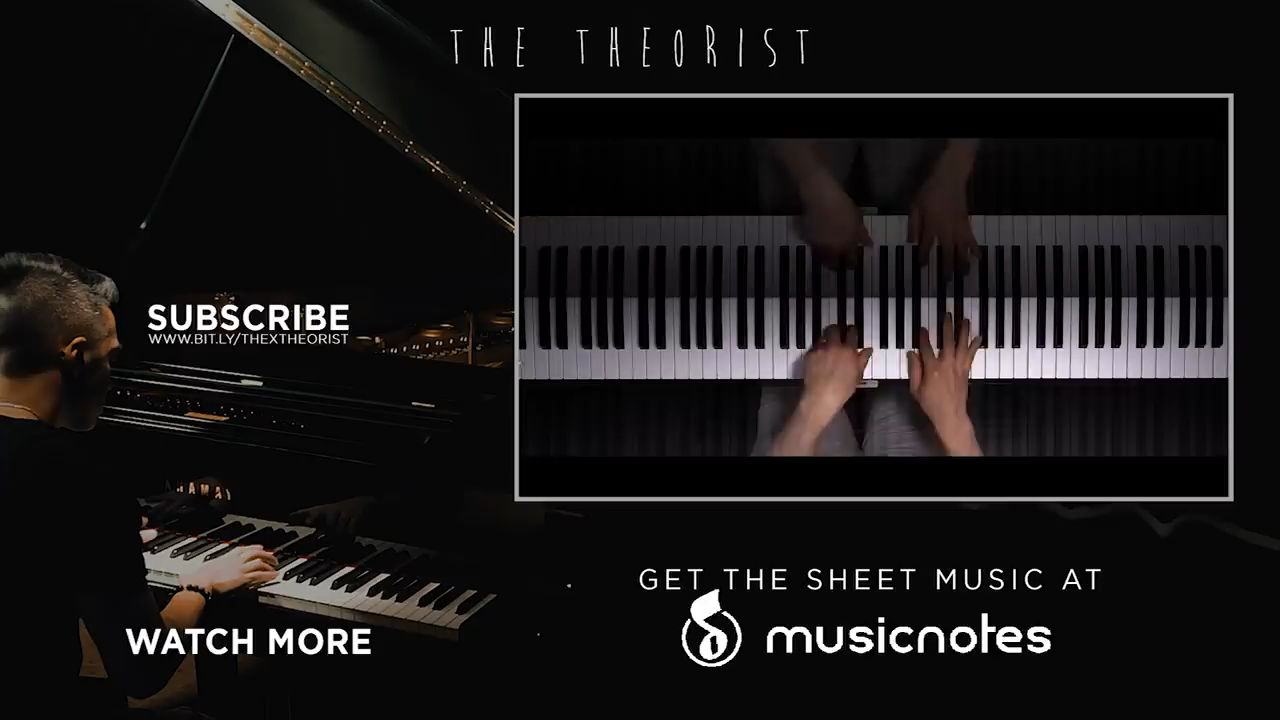 THE THEORIST
SUBSCRIBE
WWW.BIT.LY/THEXTHEORIST
WATCH MORE
GET THE SHEET MUSIC AT
musicnotes